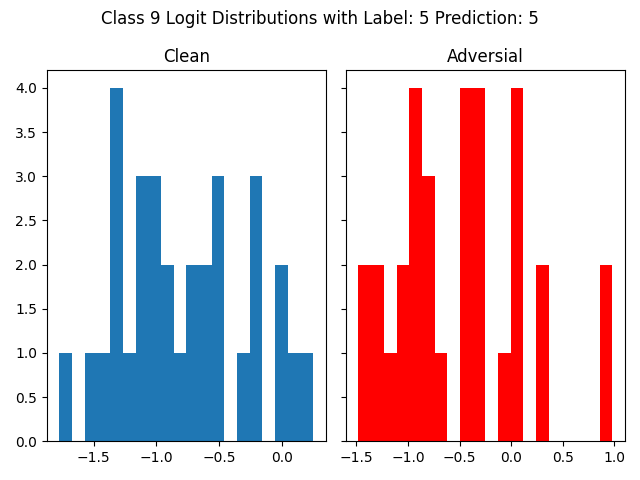 Class 9 Logit Distributions with Label: 5 Prediction: 5
Clean
Adversial
4.0
3.5
3.0
2.5
2.0
1.5
1.0
0.5
0.0
−1.5 −1.0 −0.5 0.0
−1.5 −1.0 −0.5 0.0 0.5 1.0